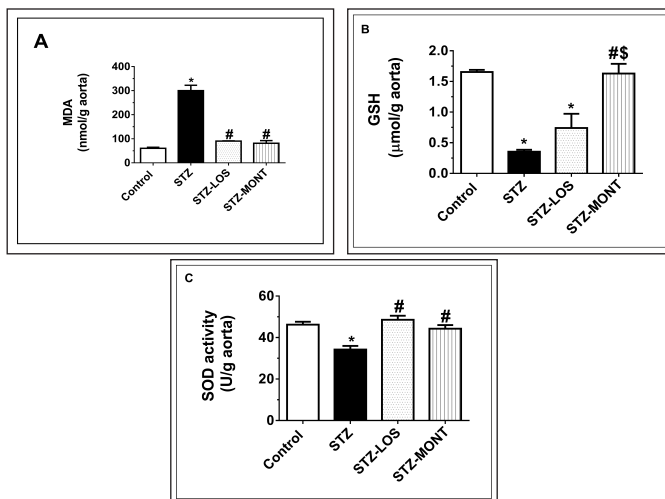 A
MDA
(nmol/g aorta)
400
300
200
100
0
*
#
#
Control
STZ
STZ-LOS
STZ-MONT
B
GSH
(μmol/g aorta)
2.0
1.5
1.0
0.5
0.0
*
*
#$
Control
STZ
STZ-LOS
STZ-MONT
C
SOD activity
(U/g aorta)
60
40
20
0
*
#
#
Control
STZ
STZ-LOS
STZ-MONT